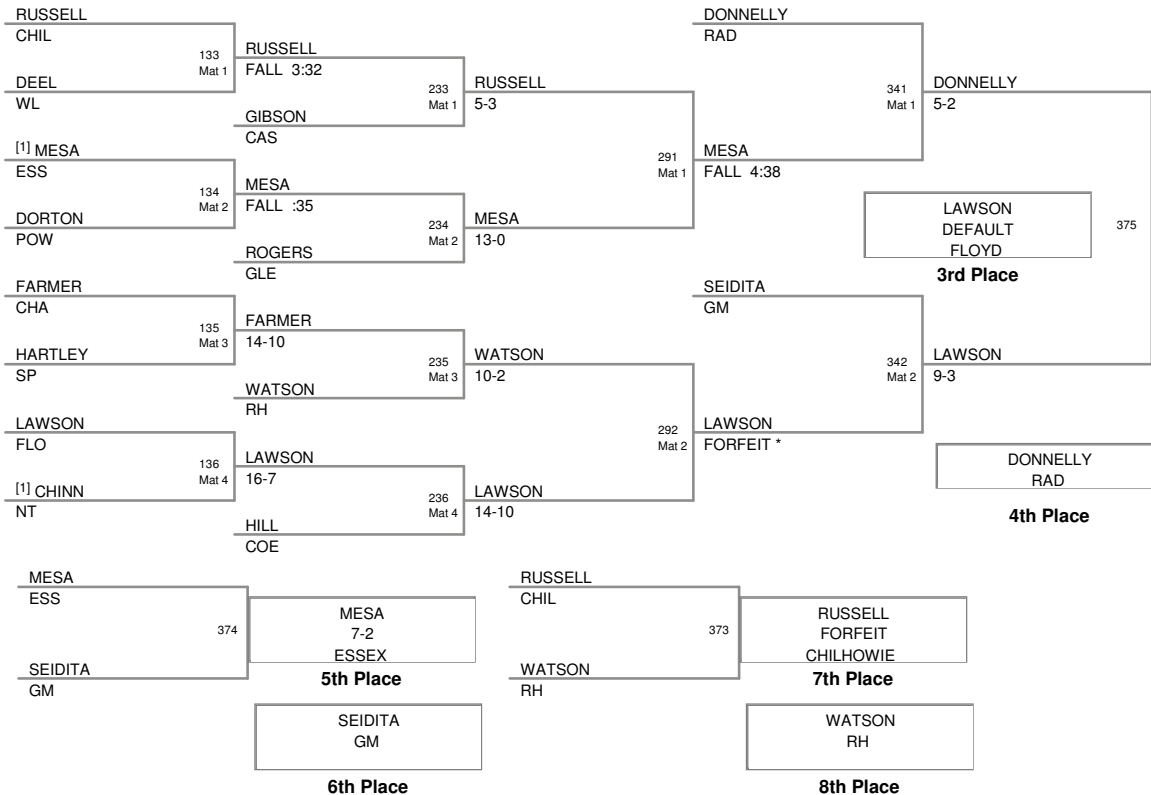 RUSSELL
CHIL
133
Mat 1
DEEL
WL
RUSSELL
FALL 3:32
233
Mat 1
GIBSON
CAS
[1] MESA
ESS
134
Mat 2
DORTON
POW
MESA
FALL :35
234
Mat 2
ROGERS
GLE
FARMER
CHA
135
Mat 3
HARTLEY
SP
FARMER
14-10
235
Mat 3
WATSON
RH
LAWSON
FLO
136
Mat 4
[1] CHINN
NT
LAWSON
16-7
236
Mat 4
HILL
COE
RUSSELL
5-3
291
Mat 1
MESA
13-0
WATSON
10-2
292
Mat 2
LAWSON
14-10
DONNELLY
RAD
341
Mat 1
MESA
FALL 4:38
SEIDITA
GM
342
Mat 2
LAWSON
FORFEIT *
DONNELLY
5-2
LAWSON
DEFAULT
FLOYD
375
3rd Place
LAWSON
9-3
DONNELLY
RAD
4th Place
MESA
ESS
374
SEIDITA
GM
MESA
7-2
ESSEX
5th Place
SEIDITA
GM
6th Place
RUSSELL
CHIL
373
WATSON
RH
RUSSELL
FORFEIT
CHILHOWIE
7th Place
WATSON
RH
8th Place